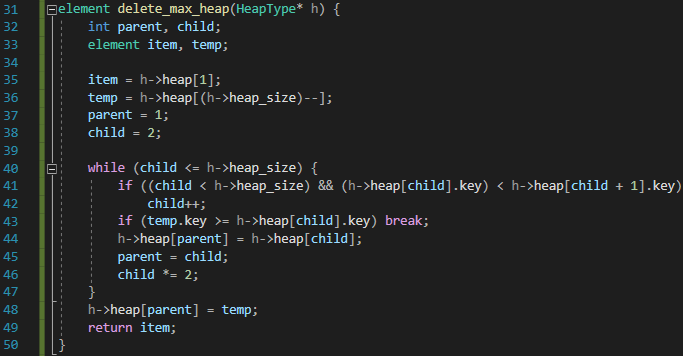 31 element delete_max_heap(HeapType* h) {
32     int parent, child;
33     element item, temp;
34
35     item = h->heap[1];
36     temp = h->heap[(h->heap_size)--];
37     parent = 1;
38     child = 2;
39
40     while (child <= h->heap_size) {
41         if ((child < h->heap_size) && (h->heap[child].key) < h->heap[child + 1].key)
42             child++;
43         if (temp.key >= h->heap[child].key) break;
44         h->heap[parent] = h->heap[child];
45         parent = child;
46         child *= 2;
47     }
48     h->heap[parent] = temp;
49     return item;
50 }